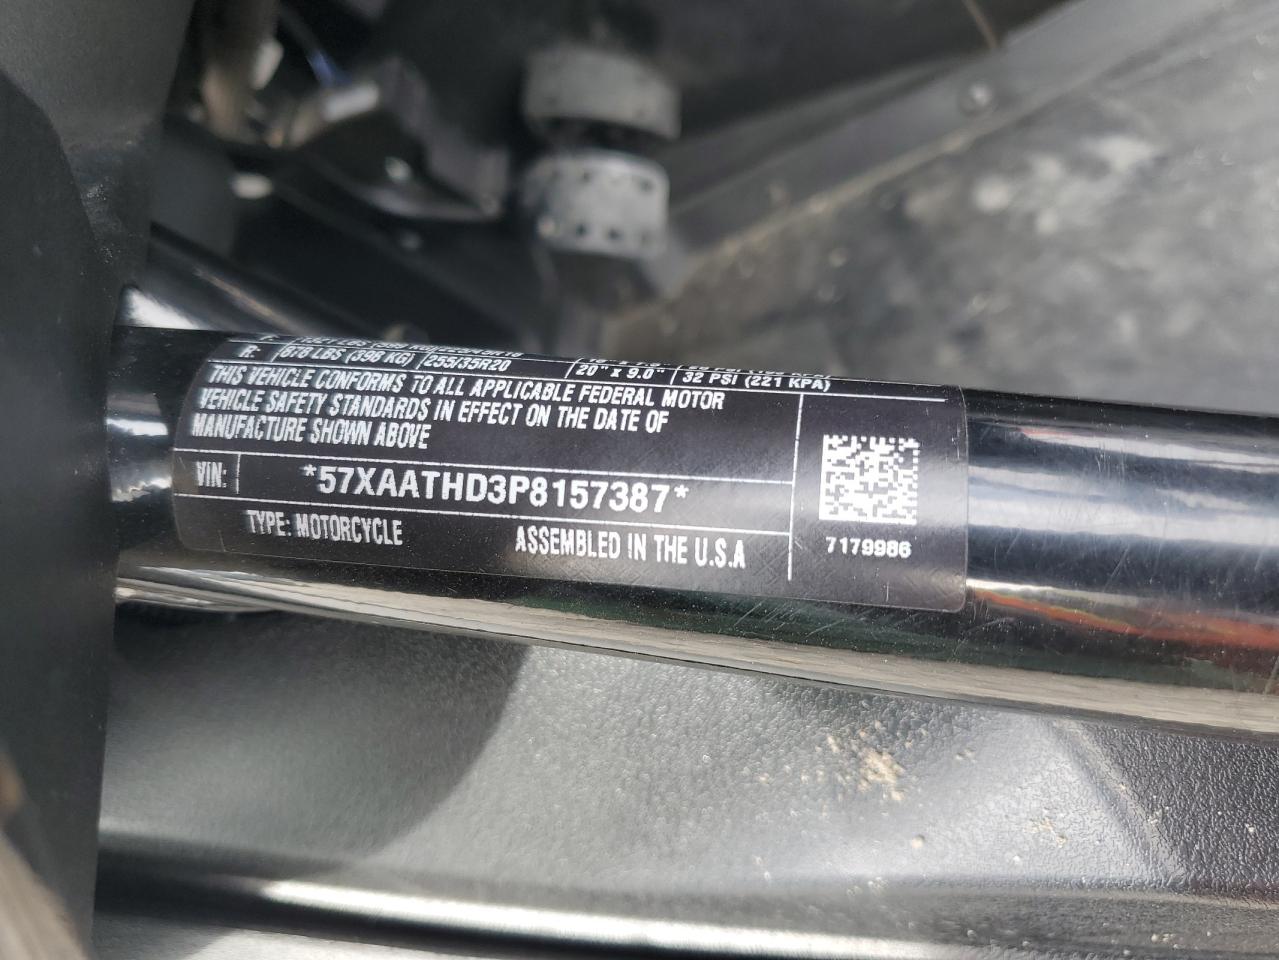 R: 876 LBS (396 KG) 255/35R20 20" x 9.0" 32 PSI (221 KPA)
THIS VEHICLE CONFORMS TO ALL APPLICABLE FEDERAL MOTOR
VEHICLE SAFETY STANDARDS IN EFFECT ON THE DATE OF
MANUFACTURE SHOWN ABOVE
VIN: *57XAATHD3P8157387*
TYPE: MOTORCYCLE ASSEMBLED IN THE U.S.A
7179986